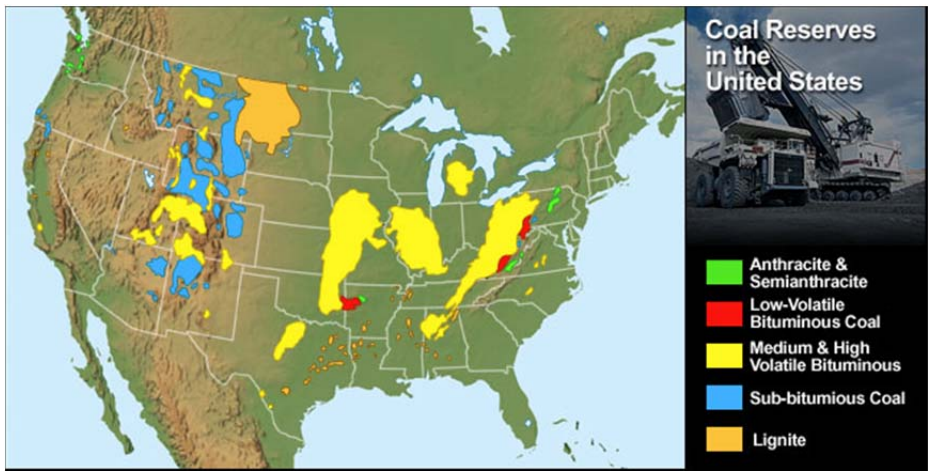 Coal Reserves
in the
United States
Anthracite &
Semianthracite
Low-Volatile
Bituminous Coal
Medium & High
Volatile Bituminous
Sub-bitumious Coal
Lignite